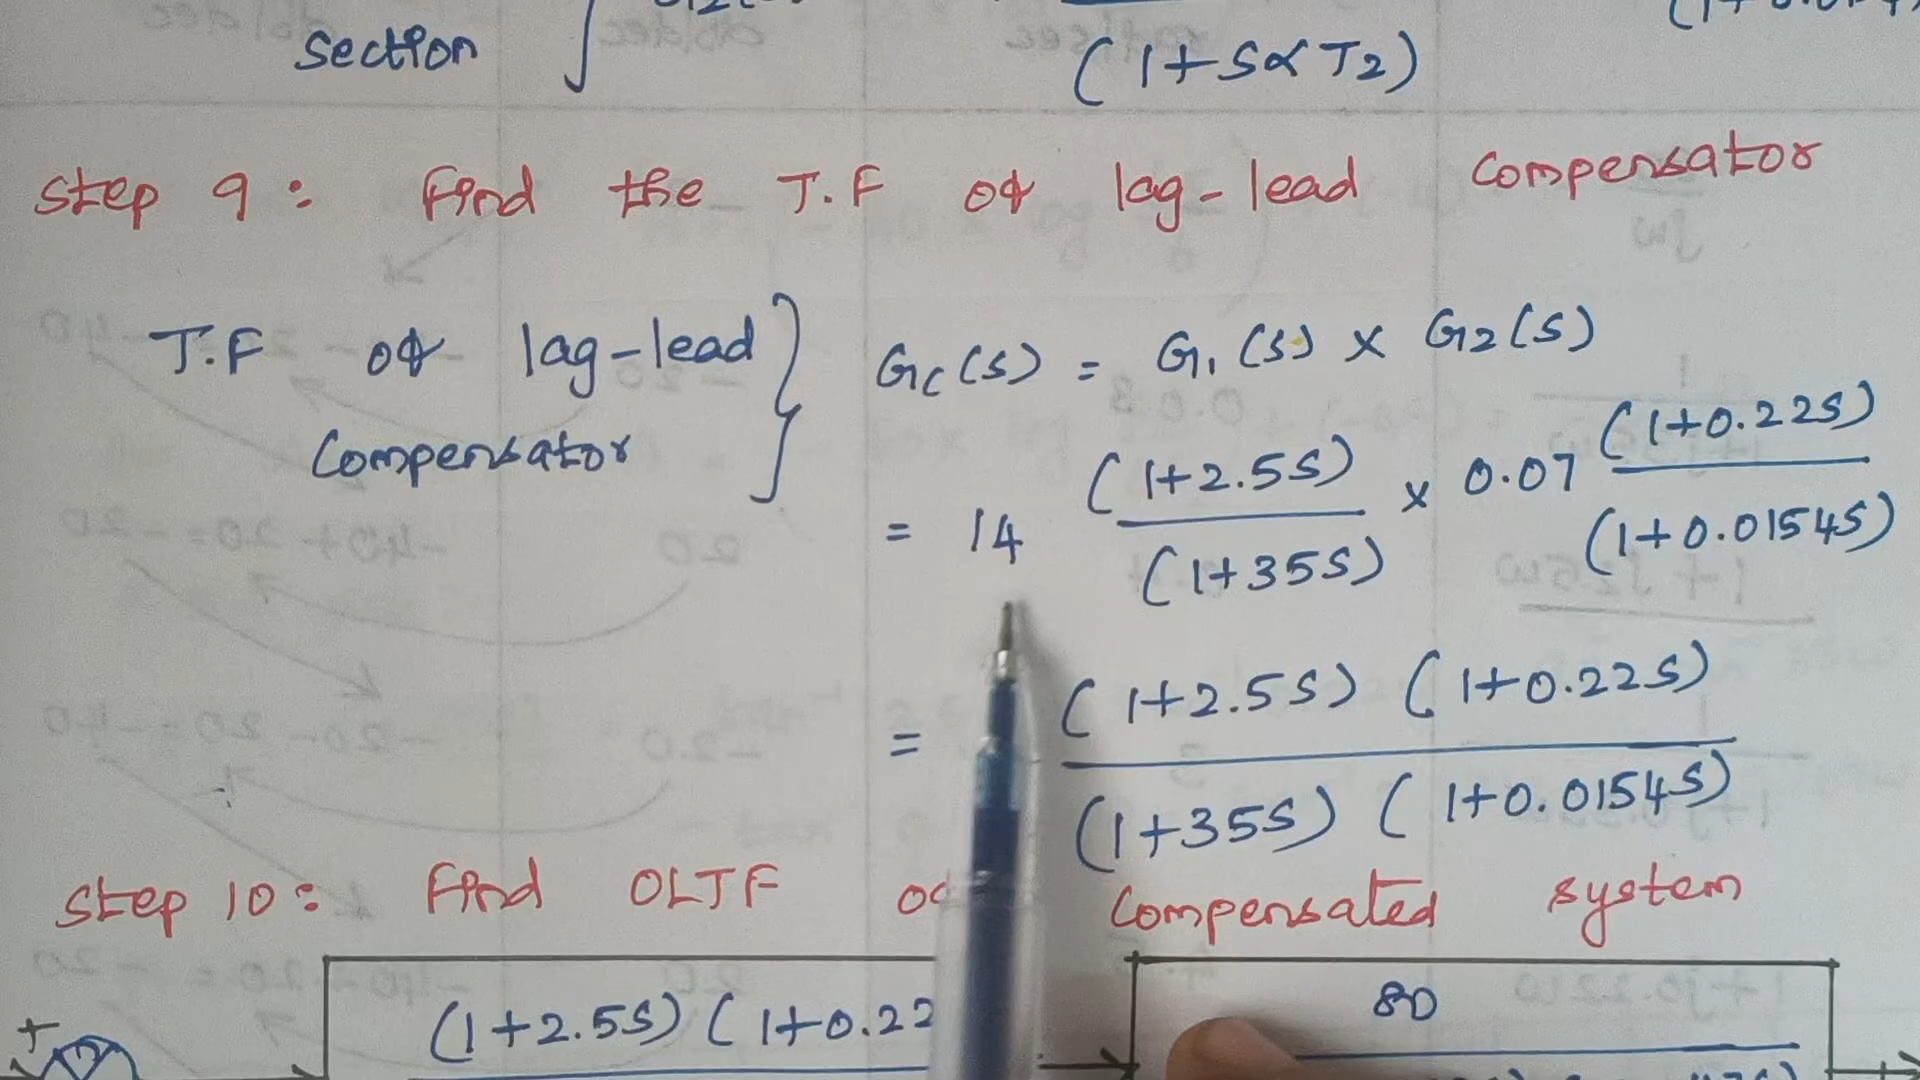 section
(1+SαT2)
Step 9: Find the T.F of lag-lead compensator
T.F of lag-lead compensator } Gc(s) = G1(s) × G2(s)
= 14 (1+2.5S)/(1+35S) × 0.07 (1+0.22S)/(1+0.0154S)
= (1+2.5S) (1+0.22S)/(1+35S) (1+0.0154S)
Step 10: Find OLTF of compensated system
+
(1+2.5S) (1+0.22
80